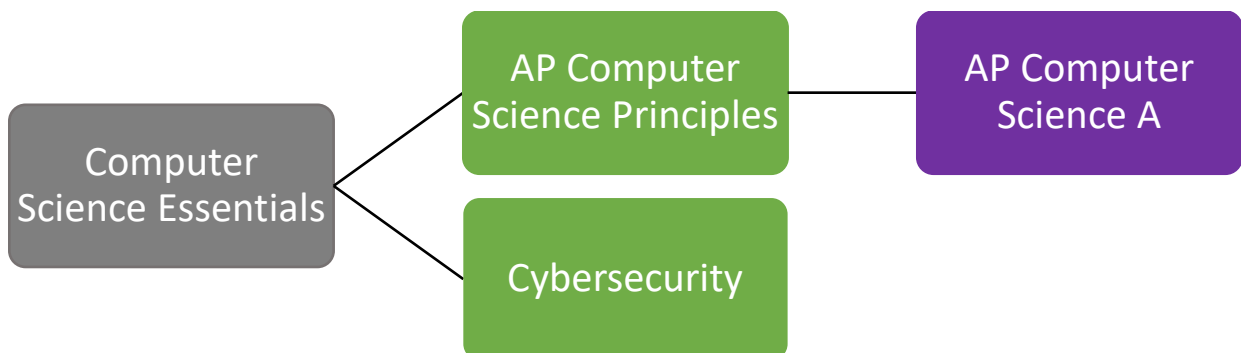 Computer
Science Essentials
AP Computer
Science Principles
AP Computer
Science A
Cybersecurity